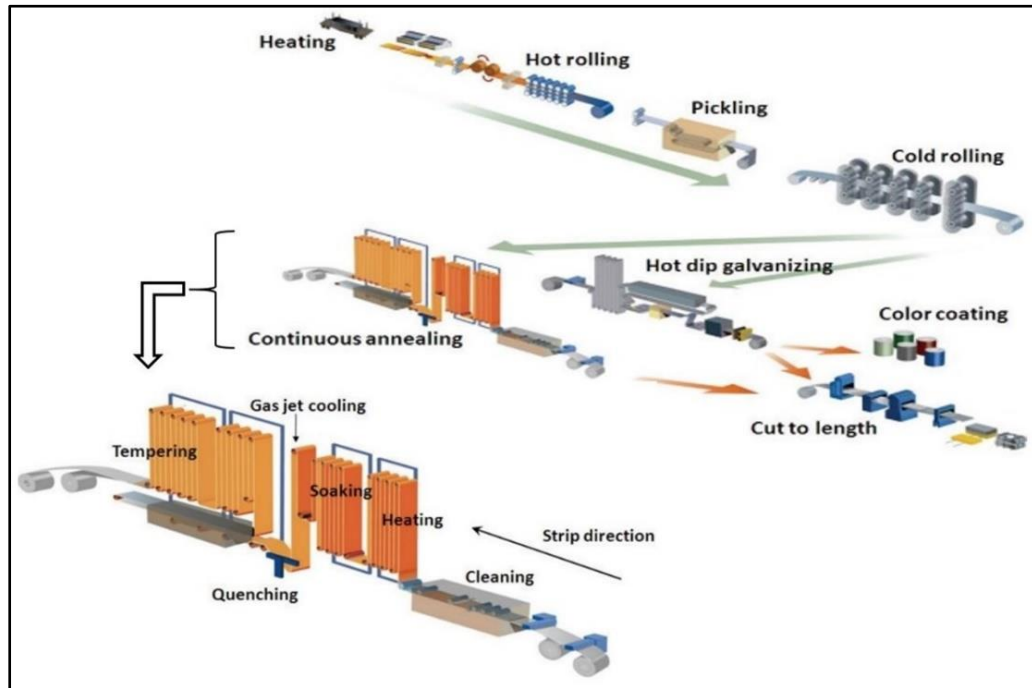 Heating
Hot rolling
Pickling
Cold rolling
Hot dip galvanizing
Color coating
Continuous annealing
Cut to length
Gas jet cooling
Tempering
Soaking
Heating
Strip direction
Cleaning
Quenching